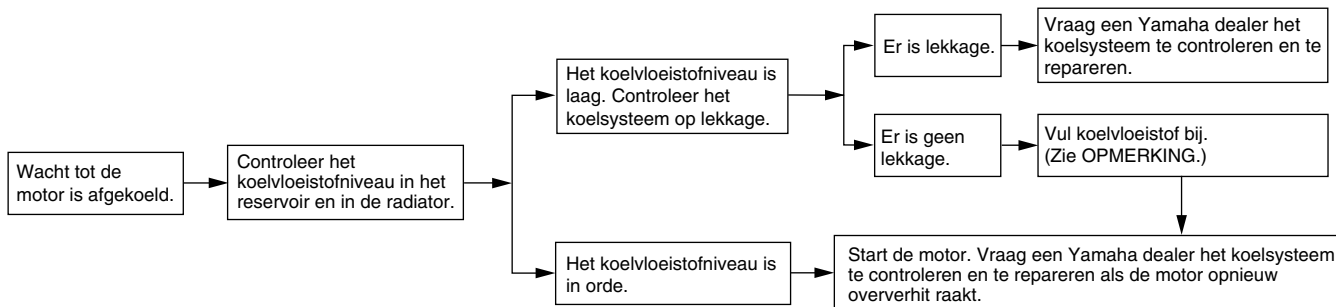 Wacht tot de
motor is afgekoeld.
Controleer het
koelvloeistofniveau in het
reservoir en in de radiator.
Het koelvloeistofniveau is
laag. Controleer het
koelsysteem op lekkage.
Er is lekkage.
Vraag een Yamaha dealer het
koelsysteem te controleren en te
repareren.
Er is geen
lekkage.
Vul koelvloeistof bij.
(Zie OPMERKING.)
Het koelvloeistofniveau is
in orde.
Start de motor. Vraag een Yamaha dealer het koelsysteem
te controleren en te repareren als de motor opnieuw
oververhit raakt.